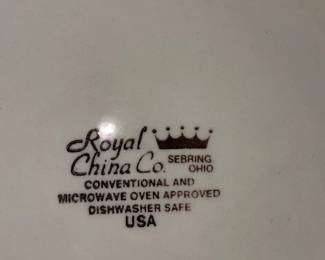 Royal
China Co. SEBRING OHIO
CONVENTIONAL AND
MICROWAVE OVEN APPROVED
DISHWASHER SAFE
USA